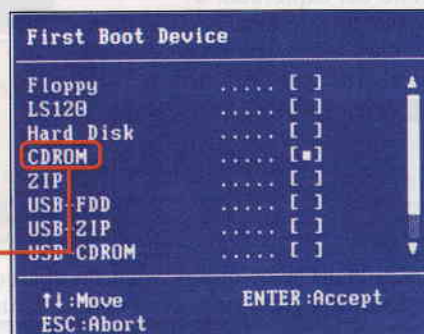 First Boot Device
Floppy ..... [ ]
LS120 ..... [ ]
Hard Disk ..... [ ]
CDROM ..... [▪]
ZIP ..... [ ]
USB-FDD ..... [ ]
USB-ZIP ..... [ ]
USB-CDROM ..... [ ]
↑↓:Move ENTER:Accept
ESC:Abort